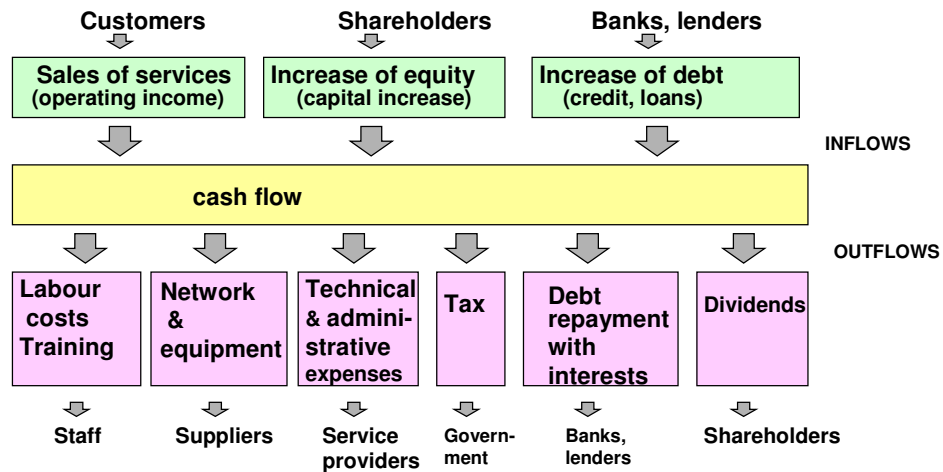 Customers
Shareholders
Banks, lenders
Sales of services
(operating income)
Increase of equity
(capital increase)
Increase of debt
(credit, loans)
INFLOWS
cash flow
OUTFLOWS
Labour
costs
Training
Network
&
equipment
Technical
& admini-
strative
expenses
Tax
Debt
repayment
with
interests
Dividends
Staff
Suppliers
Service
providers
Govern-
ment
Banks,
lenders
Shareholders